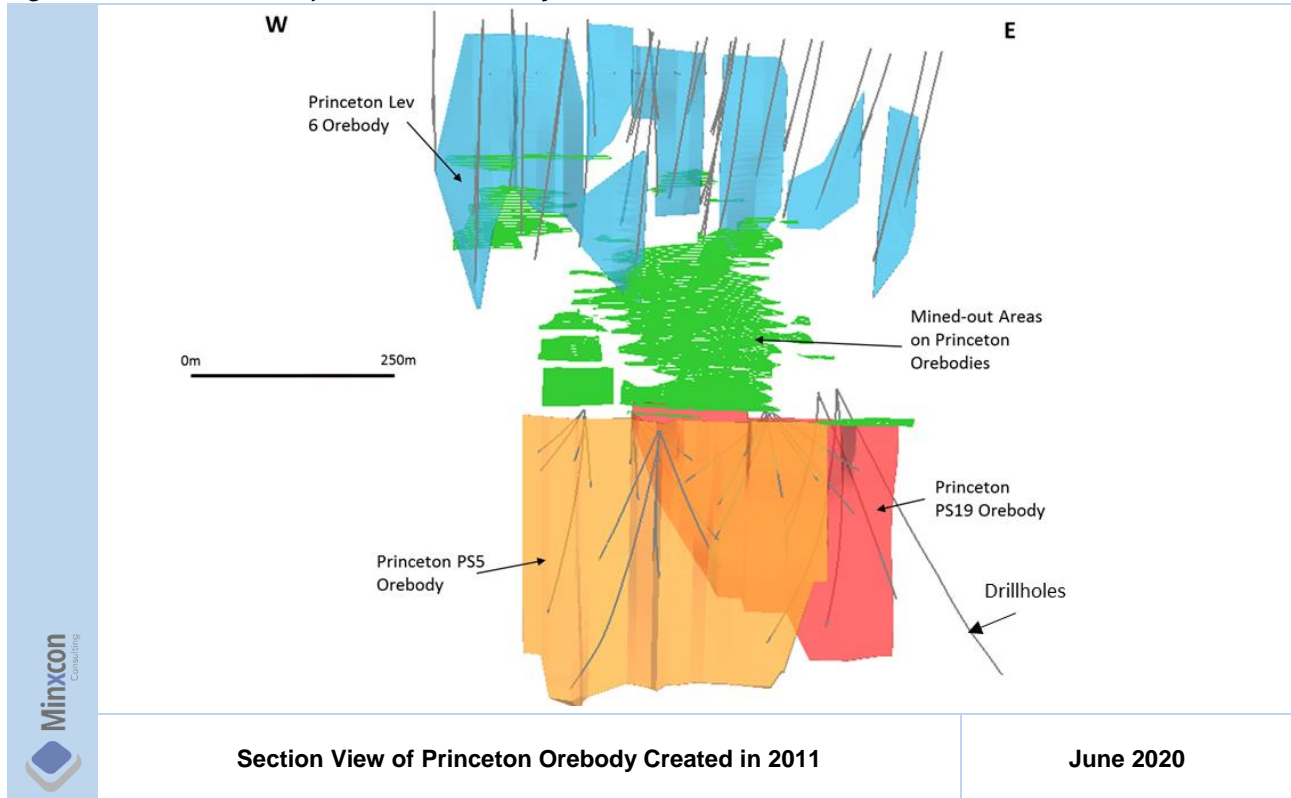 W
E
Princeton Lev
6 Orebody
Mined-out Areas
on Princeton
Orebodies
0m
250m
Princeton
PS19 Orebody
Princeton PS5
Orebody
Drillholes
Minxcon
Consulting
Section View of Princeton Orebody Created in 2011
June 2020